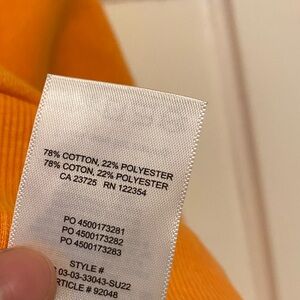 78% COTTON, 22% POLYESTER
78% COTON, 22% POLYESTER
CA 23725 RN 122354
PO 4500173281
PO 4500173282
PO 4500173283
STYLE #
03-03-33043-SU22
ARTICLE # 92048